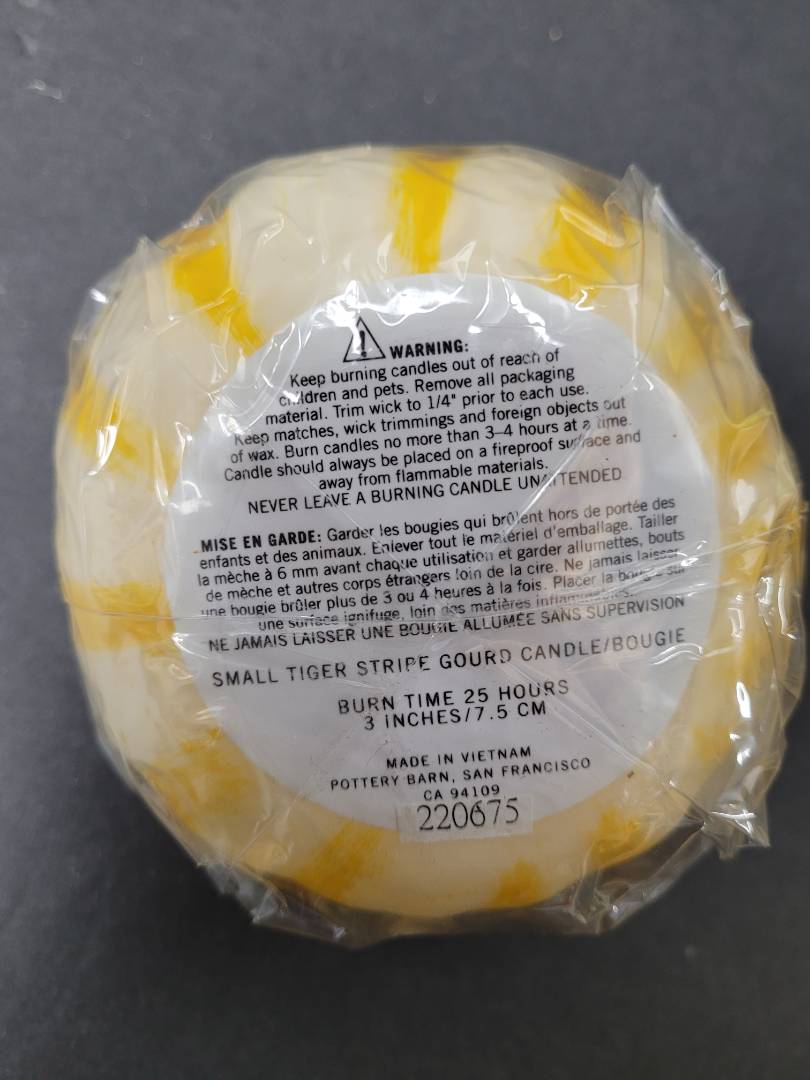 WARNING:
Keep burning candles out of reach of
children and pets. Remove all packaging
material. Trim wick to 1/4" prior to each use.
Keep matches, wick trimmings and foreign objects out
of wax. Burn candles no more than 3–4 hours at a time.
Candle should always be placed on a fireproof surface and
away from flammable materials.
NEVER LEAVE A BURNING CANDLE UNATTENDED
MISE EN GARDE: Garder les bougies qui brûlent hors de portée des
enfants et des animaux. Enlever tout le matériel d'emballage. Tailler
la mèche à 6 mm avant chaque utilisation et garder allumettes, bouts
de mèche et autres corps étrangers loin de la cire. Ne jamais laisser
une bougie brûler plus de 3 ou 4 heures à la fois. Placer la bougie sur
une surface ignifuge, loin des matières inflammables.
NE JAMAIS LAISSER UNE BOUGIE ALLUMÉE SANS SUPERVISION
SMALL TIGER STRIPE GOURD CANDLE/BOUGIE
BURN TIME 25 HOURS
3 INCHES/7.5 CM
MADE IN VIETNAM
POTTERY BARN, SAN FRANCISCO
CA 94109
220675